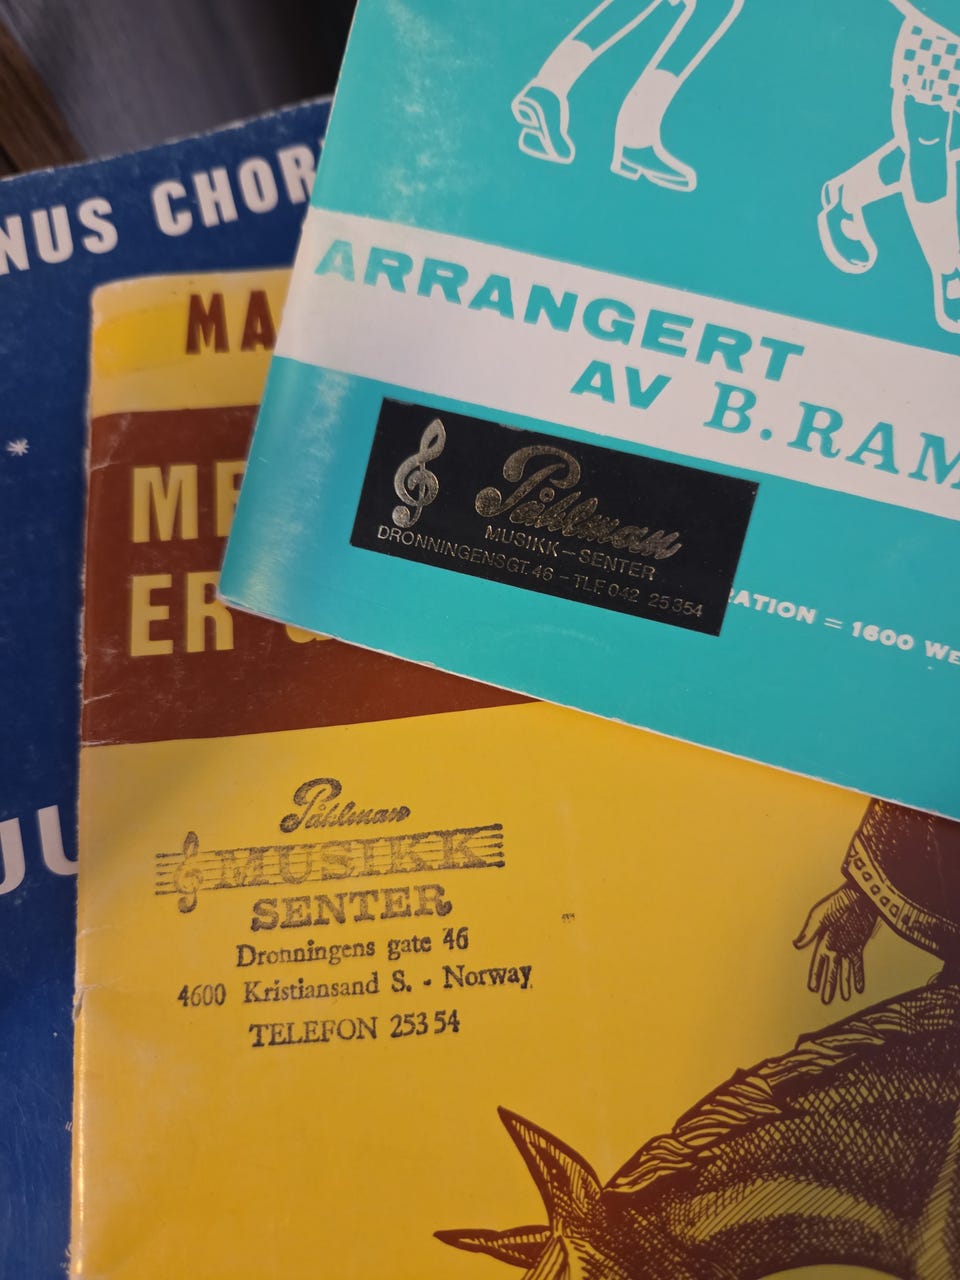 ARRANGERT
AV B. RAM
Påhlman
MUSIKK–SENTER
DRONNINGENSGT. 46 – TLF. 042 25354
= 1600 WE
NUS CHOR
MA
ME
ER
JU
Påhlman
MUSIKK
SENTER
Dronningens gate 46
4600 Kristiansand S. - Norway
TELEFON 253 54